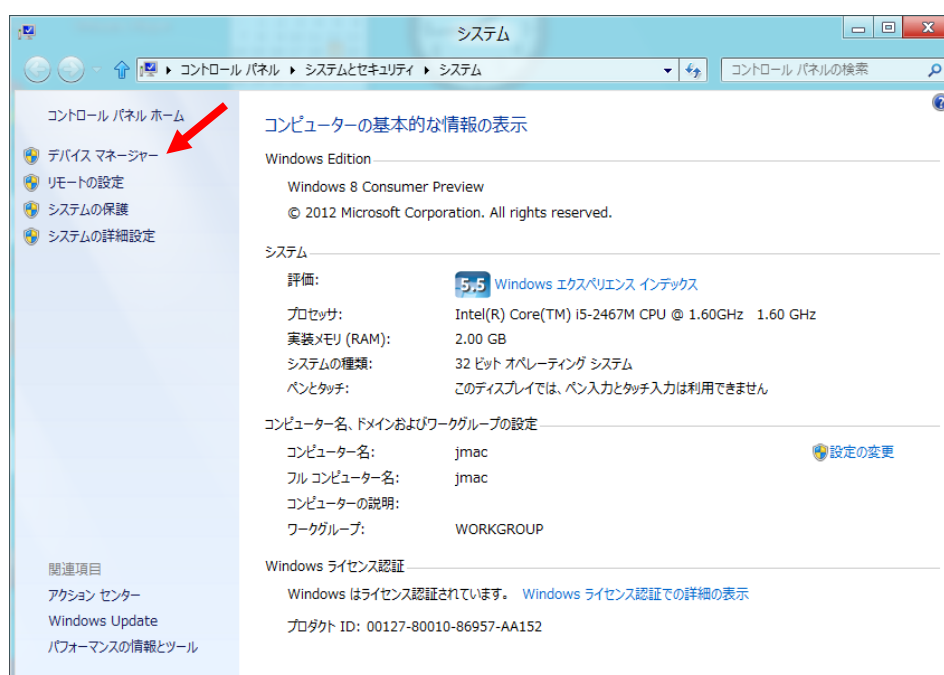 システム
コントロール パネル システムとセキュリティ システム
コントロール パネルの検索
コントロール パネル ホーム
デバイス マネージャー
リモートの設定
システムの保護
システムの詳細設定
関連項目
アクション センター
Windows Update
パフォーマンスの情報とツール
コンピューターの基本的な情報の表示
Windows Edition
Windows 8 Consumer Preview
© 2012 Microsoft Corporation. All rights reserved.
システム
評価: 5.5 Windows エクスペリエンス インデックス
プロセッサ: Intel(R) Core(TM) i5-2467M CPU @ 1.60GHz 1.60 GHz
実装メモリ (RAM): 2.00 GB
システムの種類: 32 ビット オペレーティング システム
ペンとタッチ: このディスプレイでは、ペン入力とタッチ入力は利用できません
コンピューター名、ドメインおよびワークグループの設定
コンピューター名: jmac 設定の変更
フル コンピューター名: jmac
コンピューターの説明:
ワークグループ: WORKGROUP
Windows ライセンス認証
Windows はライセンス認証されています。 Windows ライセンス認証での詳細の表示
プロダクト ID: 00127-80010-86957-AA152